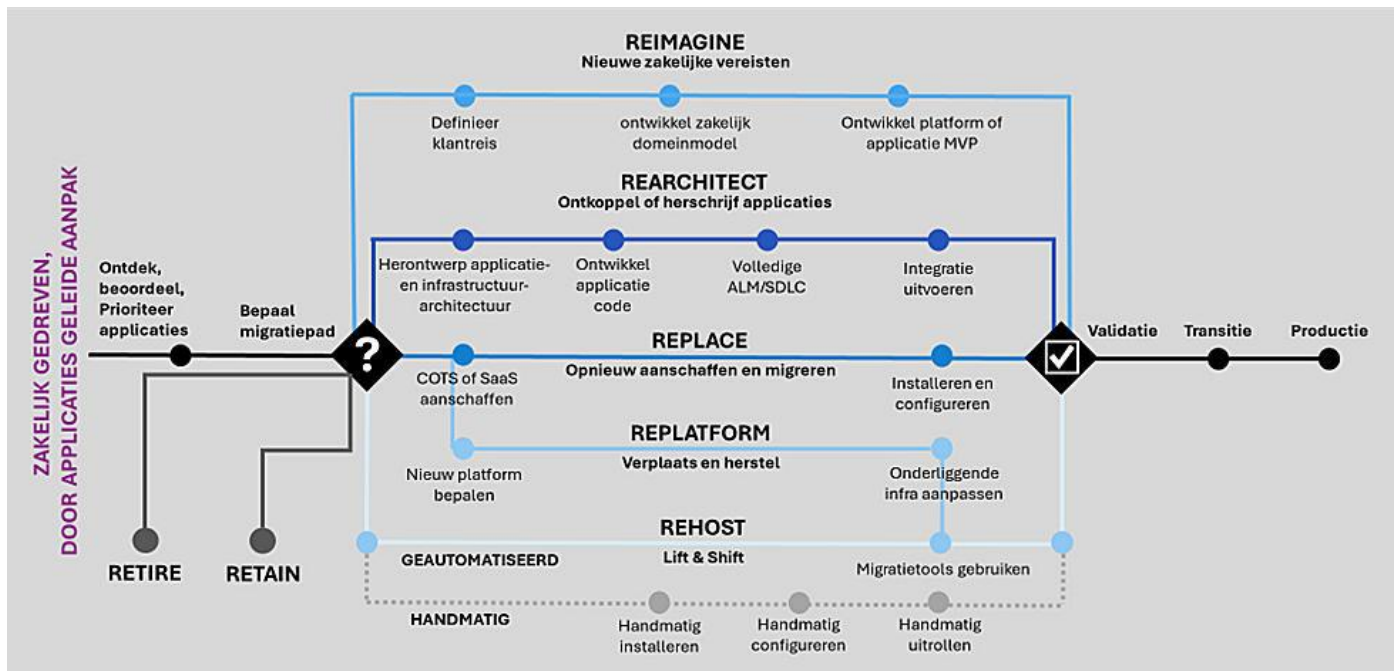 ZAKELIJK GEDREVEN,
DOOR APPLICATIES GELEIDE AANPAK
REIMAGINE
Nieuwe zakelijke vereisten
Definieer
klantreis
ontwikkel zakelijk
domeinmodel
Ontwikkel platform of
applicatie MVP
REARCHITECT
Ontkoppel of herschrijf applicaties
Herontwerp applicatie-
en infrastructuur-
architectuur
Ontwikkel
applicatie
code
Volledige
ALM/SDLC
Integratie
uitvoeren
Ontdek,
beoordeel,
Prioriteer
applicaties
Bepaal
migratiepad
?
REPLACE
Opnieuw aanschaffen en migreren
COTS of SaaS
aanschaffen
Installeren en
configureren
Validatie
Transitie
Productie
REPLATFORM
Verplaats en herstel
Nieuw platform
bepalen
Onderliggende
infra aanpassen
REHOST
Lift & Shift
GEAUTOMATISEERD
Migratietools gebruiken
RETIRE
RETAIN
HANDMATIG
Handmatig
installeren
Handmatig
configureren
Handmatig
uitrollen